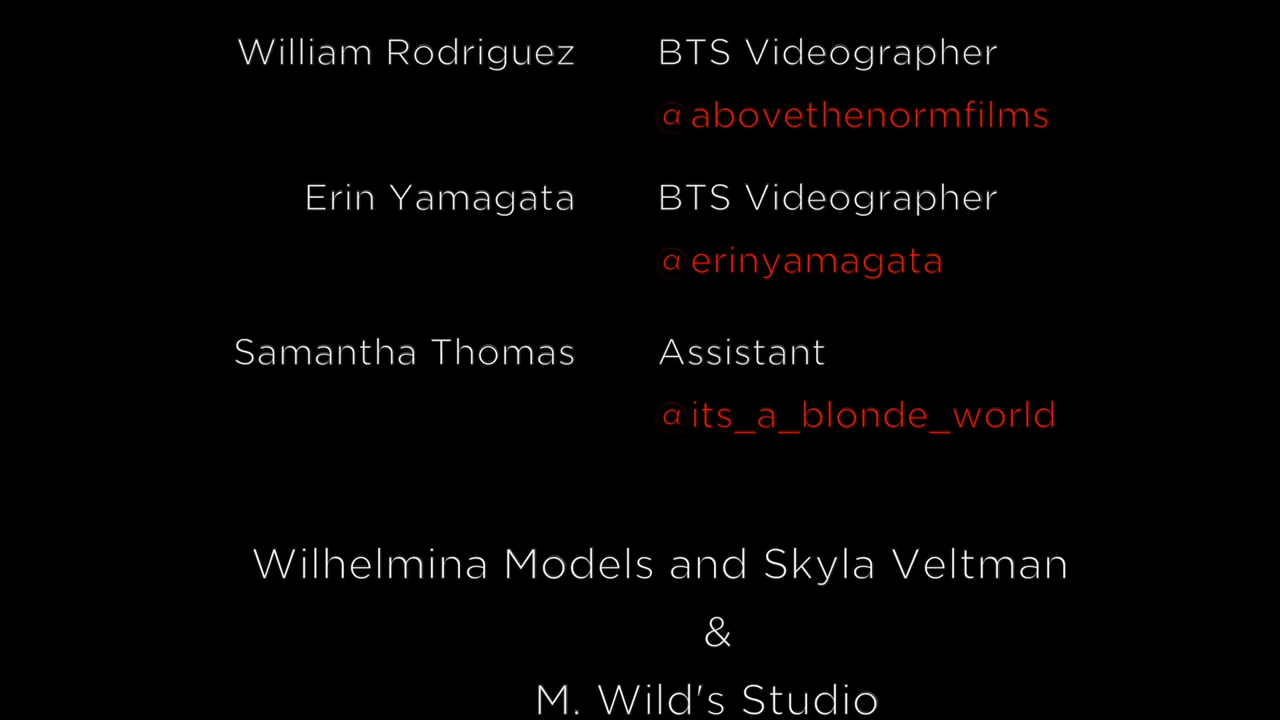 William Rodriguez BTS Videographer
@abovethenormfilms
Erin Yamagata BTS Videographer
@erinyamagata
Samantha Thomas Assistant
@its_a_blonde_world
Wilhelmina Models and Skyla Veltman
&
M. Wild's Studio